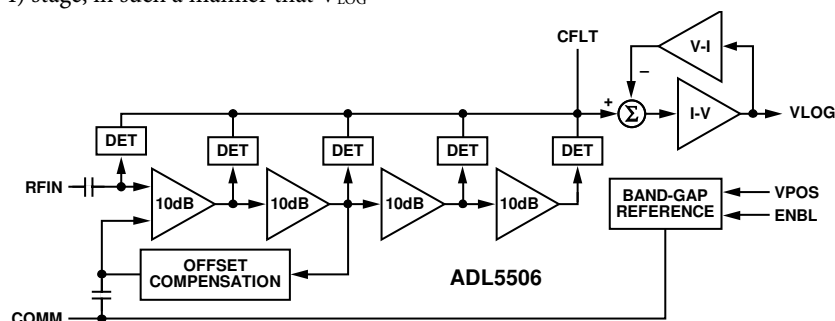 stage, in such a manner that VLOG
CFLT
V-I
–
+
Σ
I-V
VLOG
DET
DET
DET
DET
DET
RFIN
10dB
10dB
10dB
10dB
BAND-GAP
REFERENCE
VPOS
ENBL
OFFSET
COMPENSATION
ADL5506
COMM